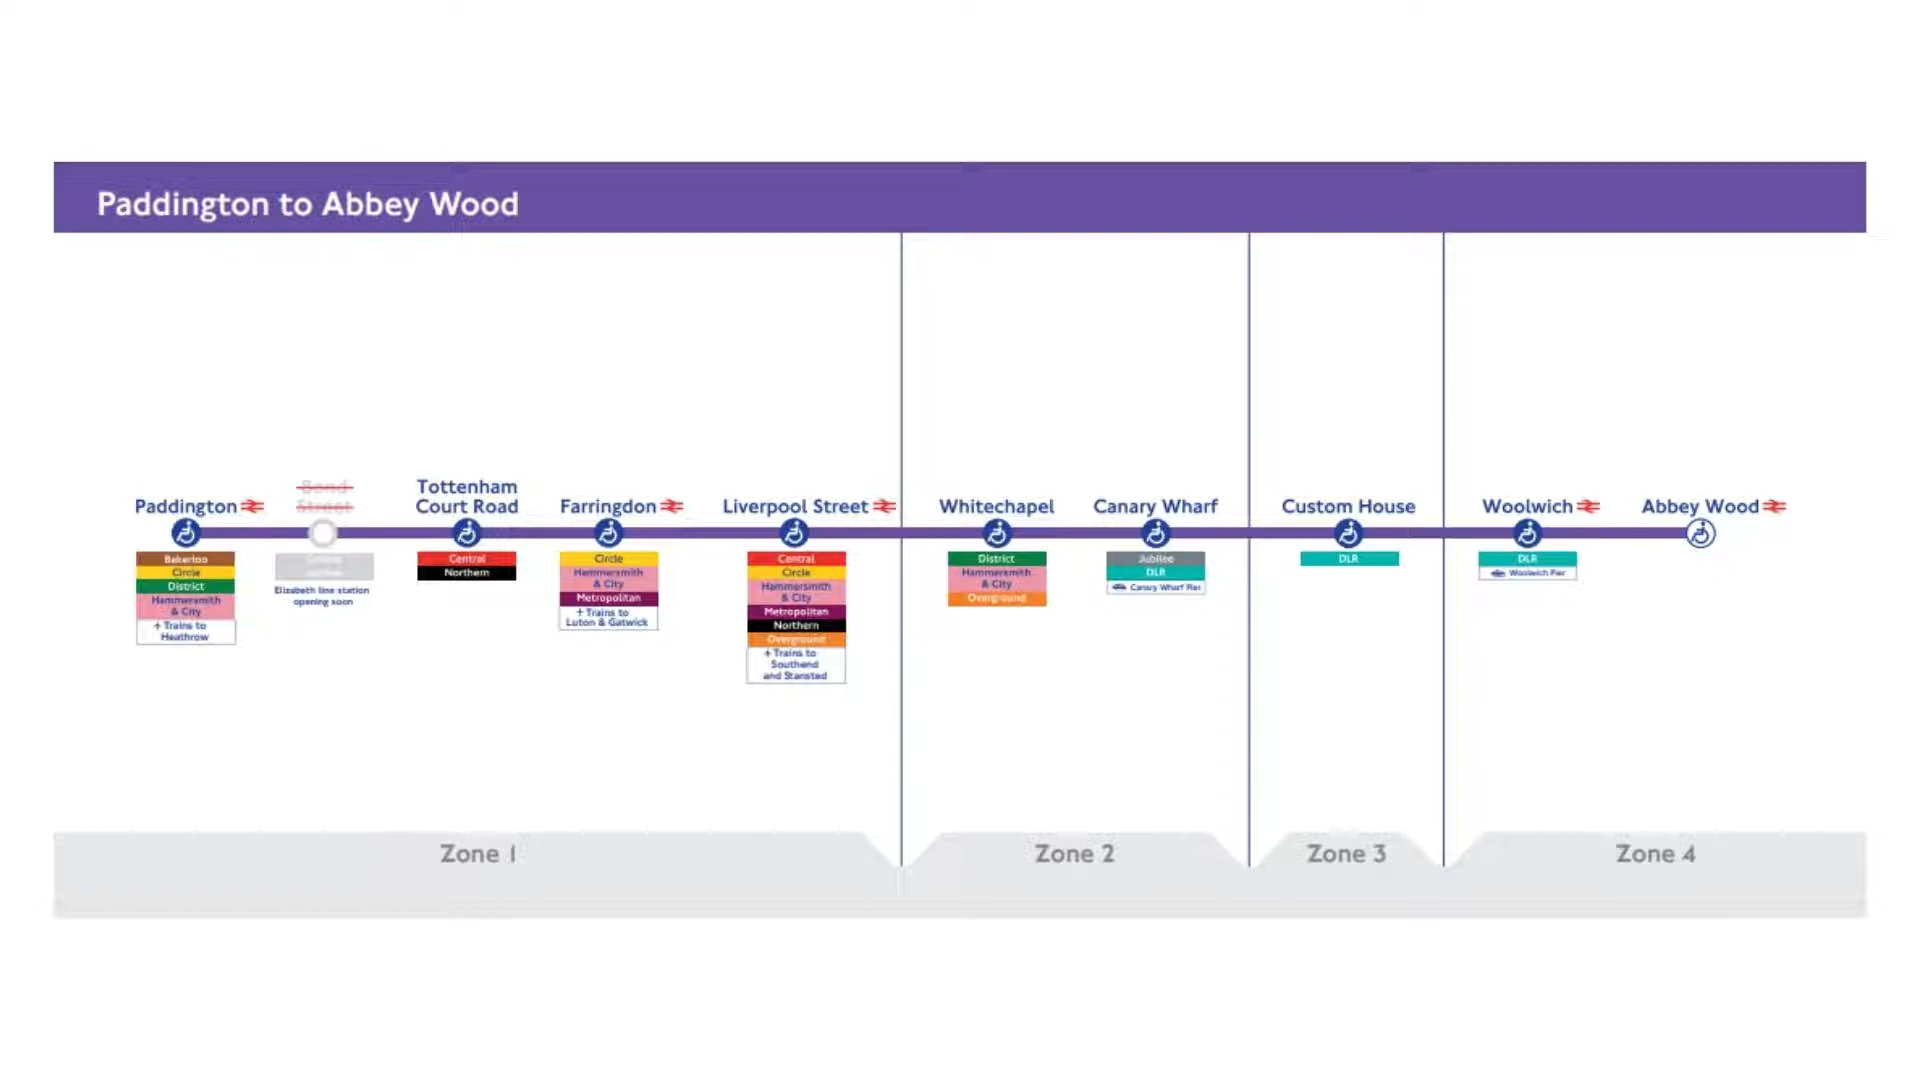 Paddington to Abbey Wood
Paddington
Bond
Street
Tottenham
Court Road
Farringdon
Liverpool Street
Whitechapel
Canary Wharf
Custom House
Woolwich
Abbey Wood
Bakerloo
Circle
District
Hammersmith
& City
Trains to
Heathrow
Elizabeth line station
opening soon
Central
Northern
Circle
Hammersmith
& City
Metropolitan
Trains to
Luton & Gatwick
Central
Circle
Hammersmith
& City
Metropolitan
Northern
Overground
Trains to
Southend
and Stansted
District
Hammersmith
& City
Overground
Jubilee
DLR
Canary Wharf Pier
DLR
DLR
Woolwich Pier
Zone 1
Zone 2
Zone 3
Zone 4